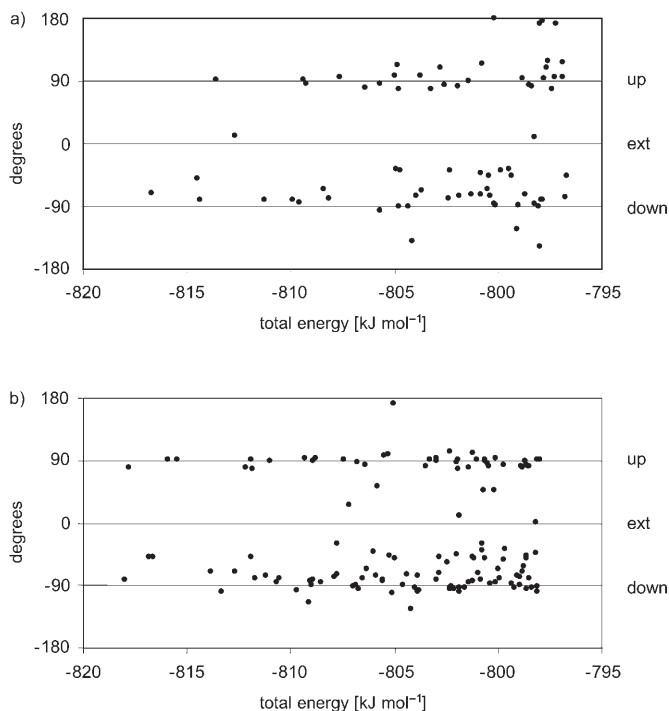 a)
180
90
0
-90
-180
degrees
up
ext
down
-820
-815
-810
-805
-800
-795
total energy [kJ mol⁻¹]
b)
180
90
0
-90
-180
degrees
up
ext
down
-820
-815
-810
-805
-800
-795
total energy [kJ mol⁻¹]